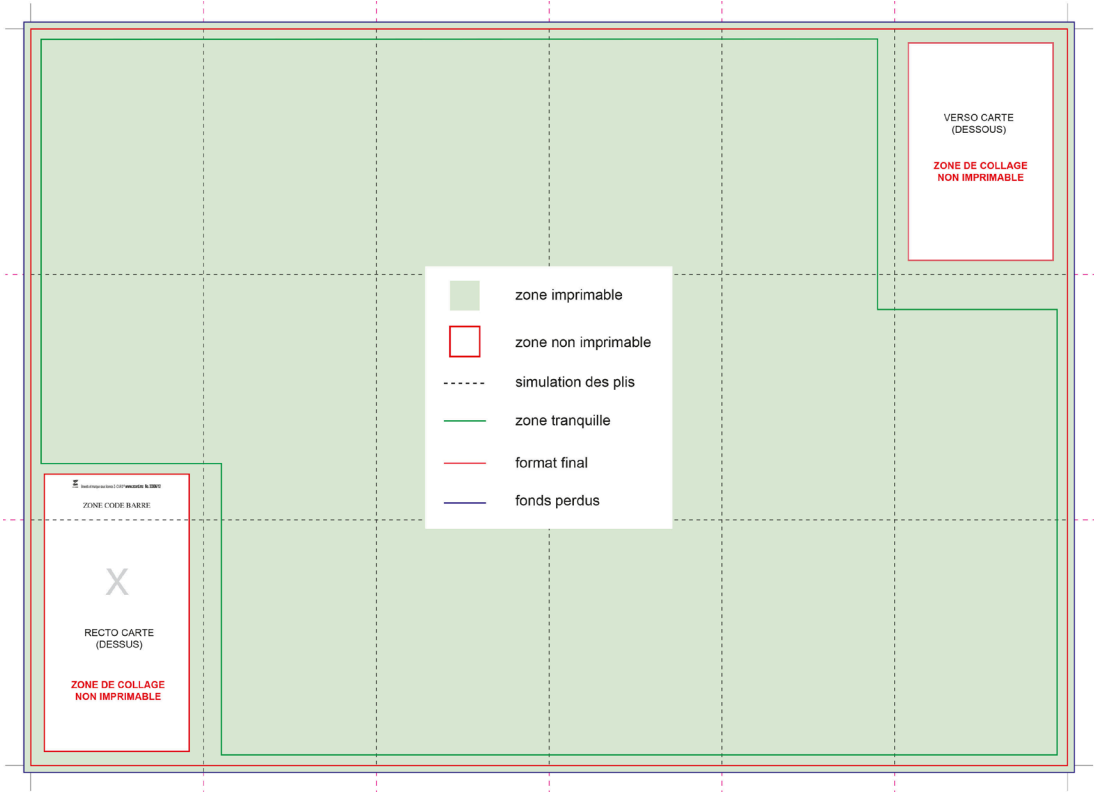 VERSO CARTE
(DESSOUS)
ZONE DE COLLAGE
NON IMPRIMABLE
zone imprimable
zone non imprimable
simulation des plis
zone tranquille
format final
fonds perdus
ZONE CODE BARRE
X
RECTO CARTE
(DESSUS)
ZONE DE COLLAGE
NON IMPRIMABLE